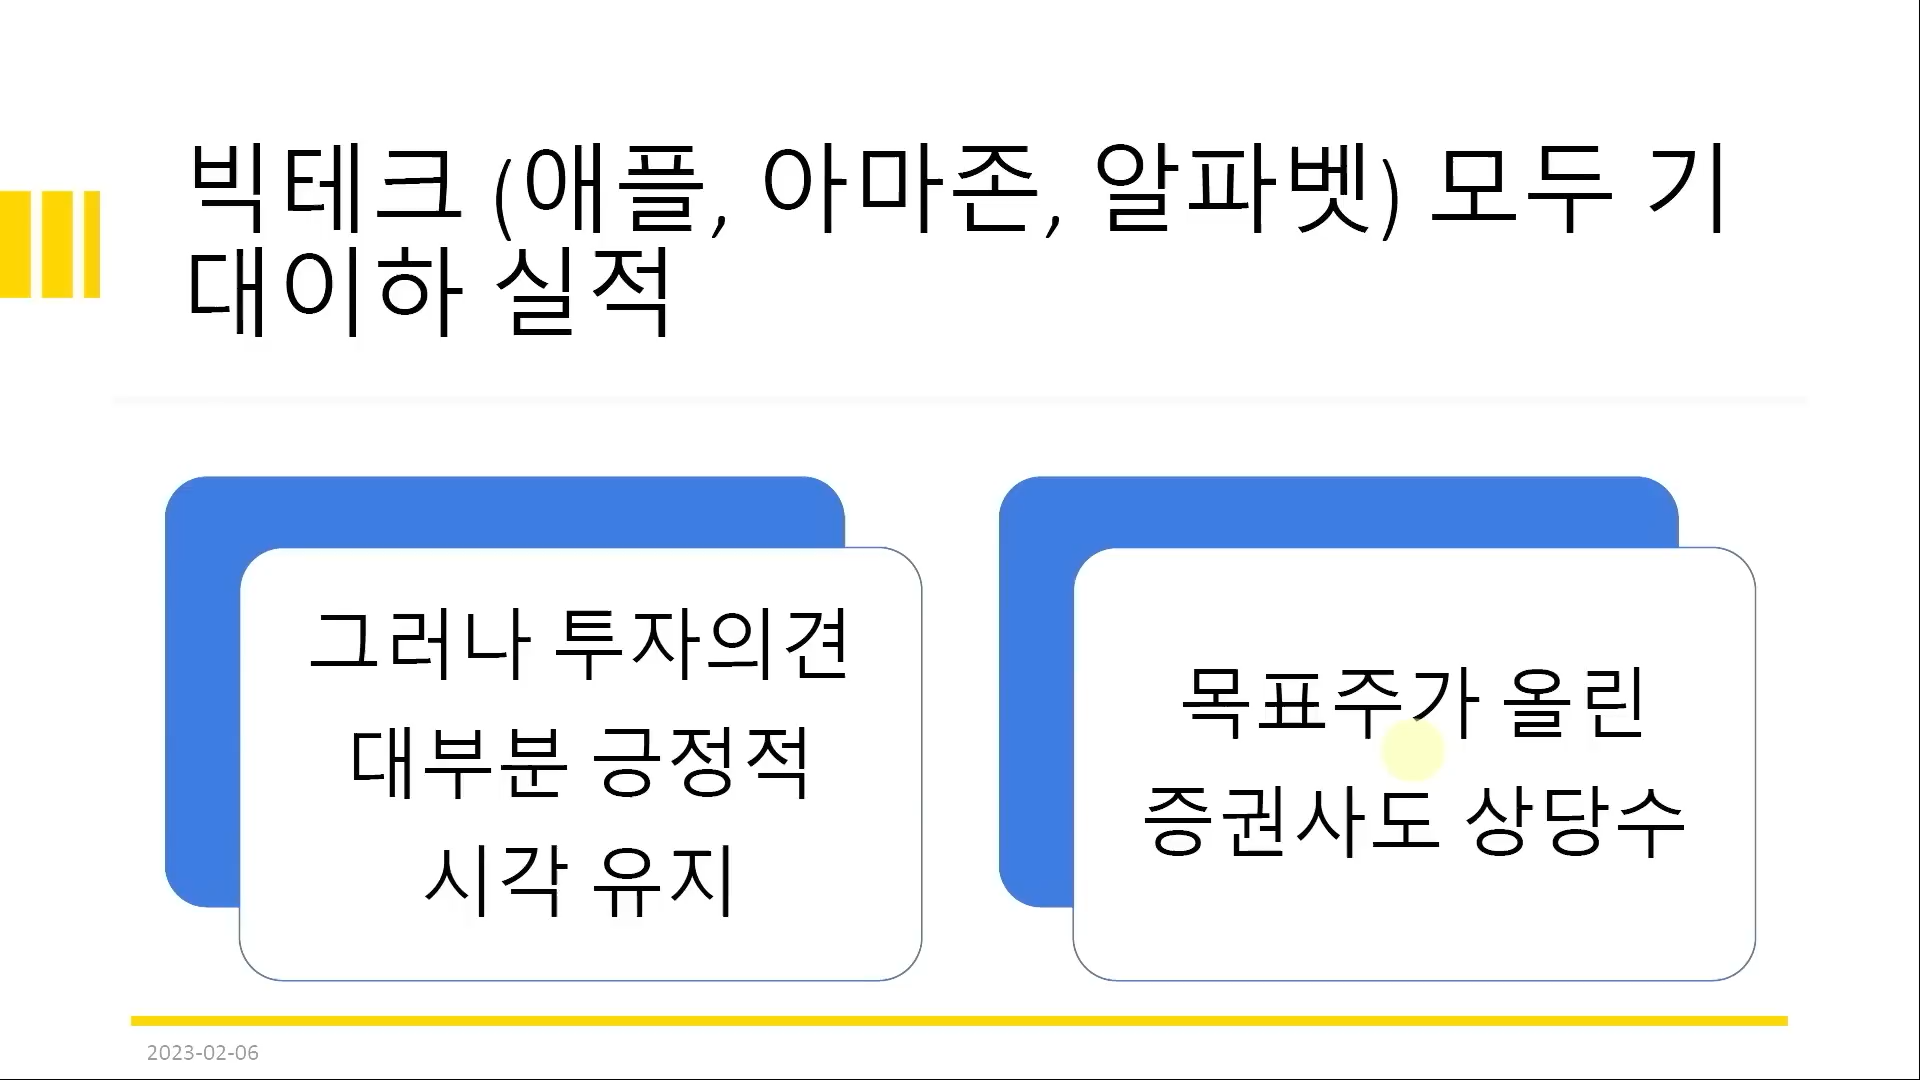 빅테크 (애플, 아마존, 알파벳) 모두 기
대이하 실적
그러나 투자의견
대부분 긍정적
시각 유지
목표주가 올린
증권사도 상당수
2023-02-06